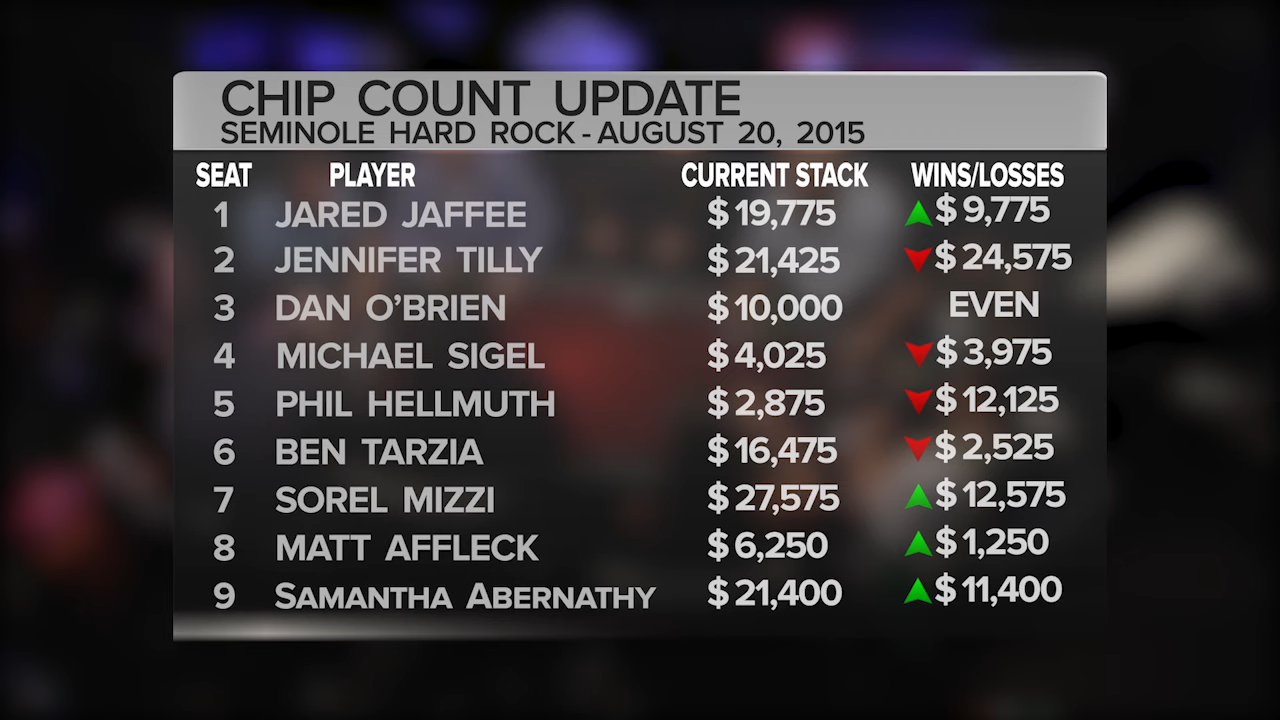 CHIP COUNT UPDATE
SEMINOLE HARD ROCK - AUGUST 20, 2015
SEAT PLAYER CURRENT STACK WINS/LOSSES
1 JARED JAFFEE $ 19,775 $ 9,775
2 JENNIFER TILLY $ 21,425 $ 24,575
3 DAN O'BRIEN $ 10,000 EVEN
4 MICHAEL SIGEL $ 4,025 $ 3,975
5 PHIL HELLMUTH $ 2,875 $ 12,125
6 BEN TARZIA $ 16,475 $ 2,525
7 SOREL MIZZI $ 27,575 $ 12,575
8 MATT AFFLECK $ 6,250 $ 1,250
9 SAMANTHA ABERNATHY $ 21,400 $ 11,400